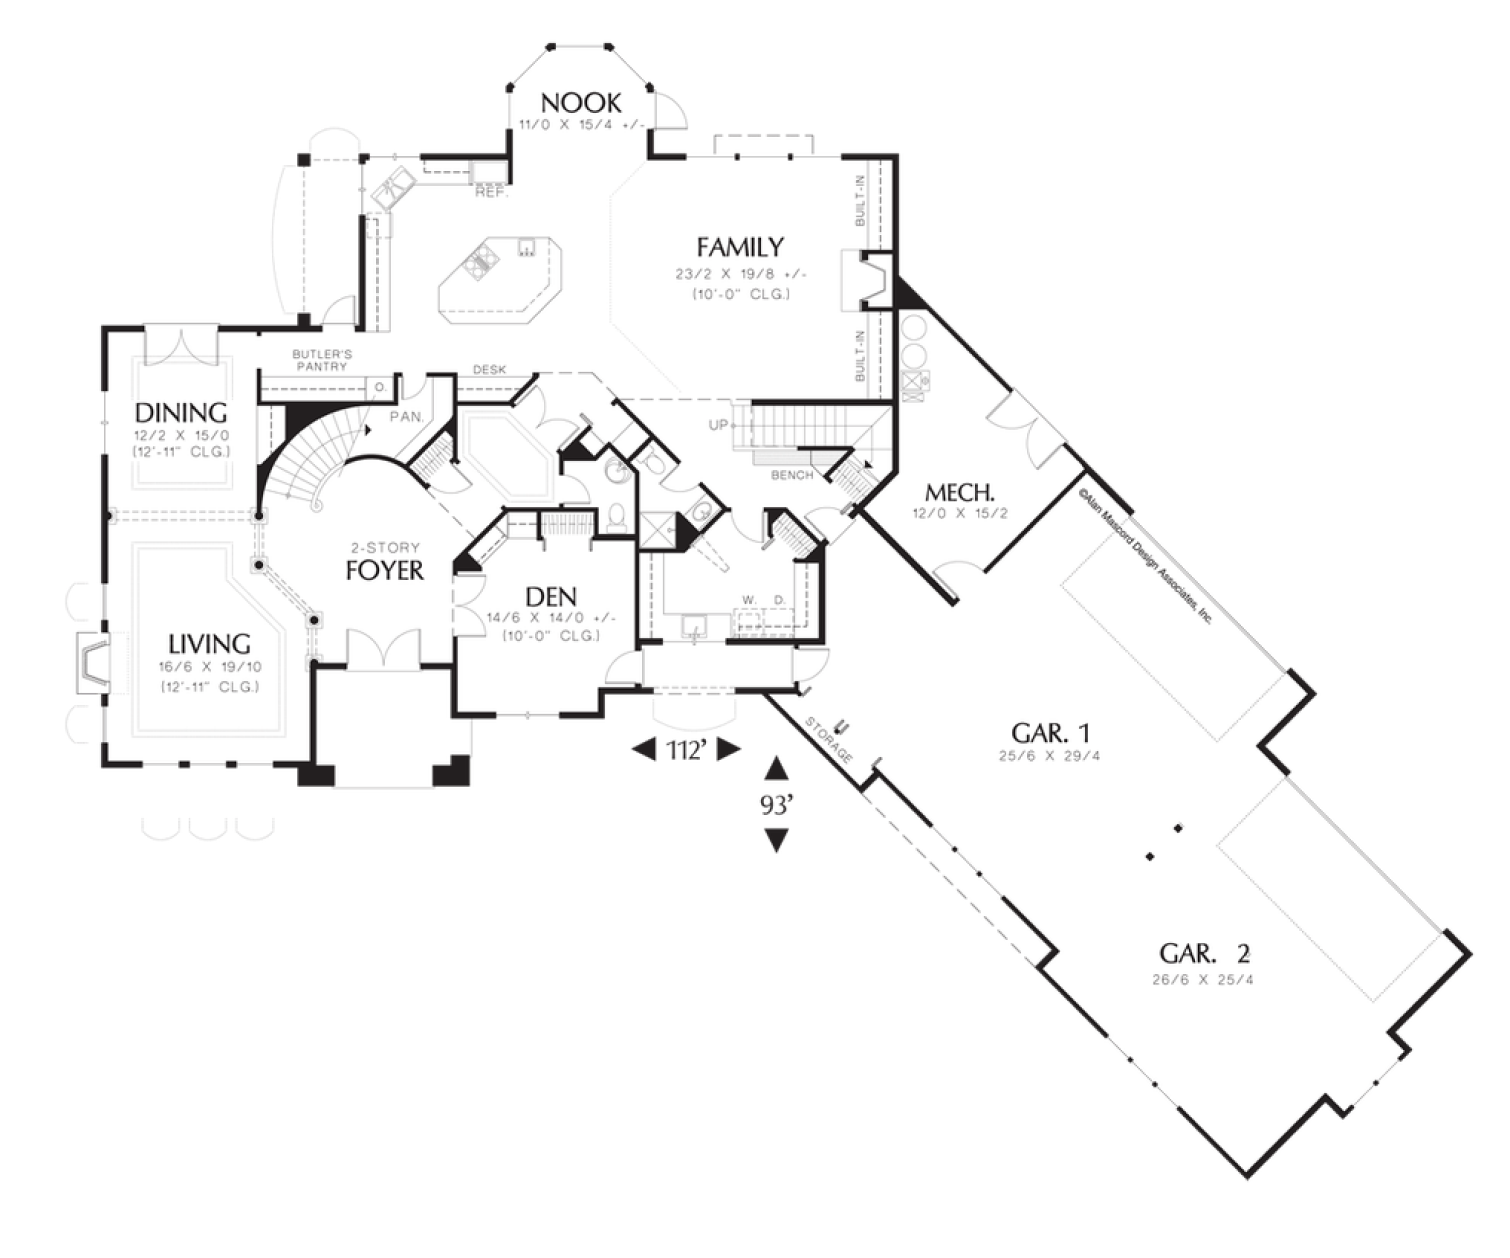 NOOK
11/0 X 15/4 +/-
REF.
BUILT-IN
FAMILY
23/2 X 19/8 +/-
(10'-0" CLG.)
BUILT-IN
BUTLER'S
PANTRY
DESK
O.
PAN.
DINING
12/2 X 15/0
(12'-11" CLG.)
UP
BENCH
MECH.
12/0 X 15/2
©Alan Mascord Design Associates, Inc.
2-STORY
FOYER
DEN
14/6 X 14/0 +/-
(10'-0" CLG.)
W. D.
LIVING
16/6 X 19/10
(12'-11" CLG.)
STORAGE
GAR. 1
25/6 X 29/4
112'
93'
GAR. 2
26/6 X 25/4